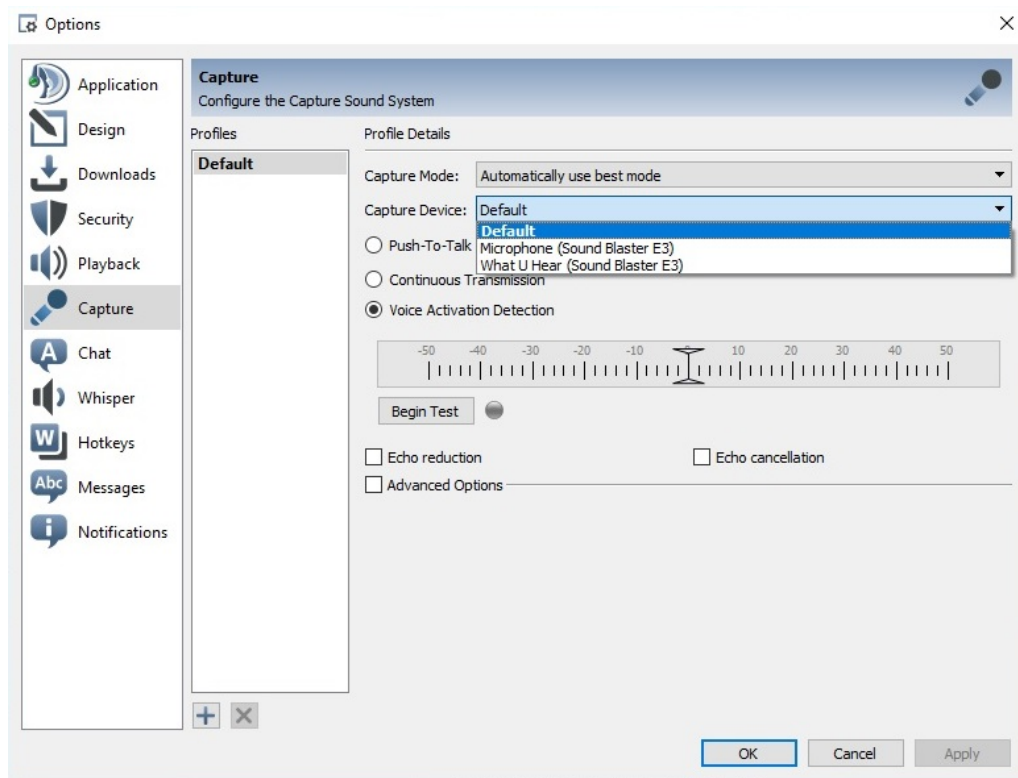 Options
Application
Design
Downloads
Security
Playback
Capture
Chat
Whisper
Hotkeys
Messages
Notifications
Capture
Configure the Capture Sound System
Profiles
Default
Profile Details
Capture Mode: Automatically use best mode
Capture Device: Default
Default
Microphone (Sound Blaster E3)
What U Hear (Sound Blaster E3)
Push-To-Talk
Continuous Transmission
Voice Activation Detection
-50 -40 -30 -20 -10 0 10 20 30 40 50
Begin Test
Echo reduction Echo cancellation
Advanced Options
OK Cancel Apply
A
W
Abc
i